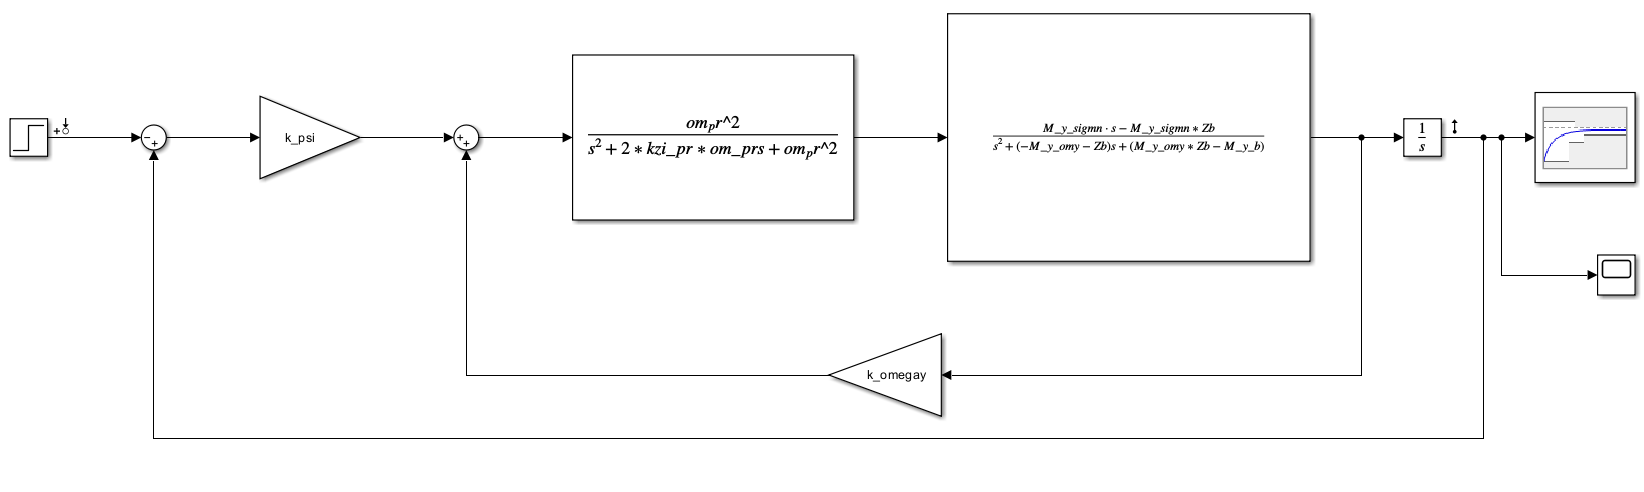 k_psi
om_pr^2
s^2 + 2 * kzi_pr * om_prs + om_pr^2
M_y_sigmn · s − M_y_sigmn * Zb
s^2 + (−M_y_omy − Zb)s + (M_y_omy * Zb − M_y_b)
1
s
k_omegay